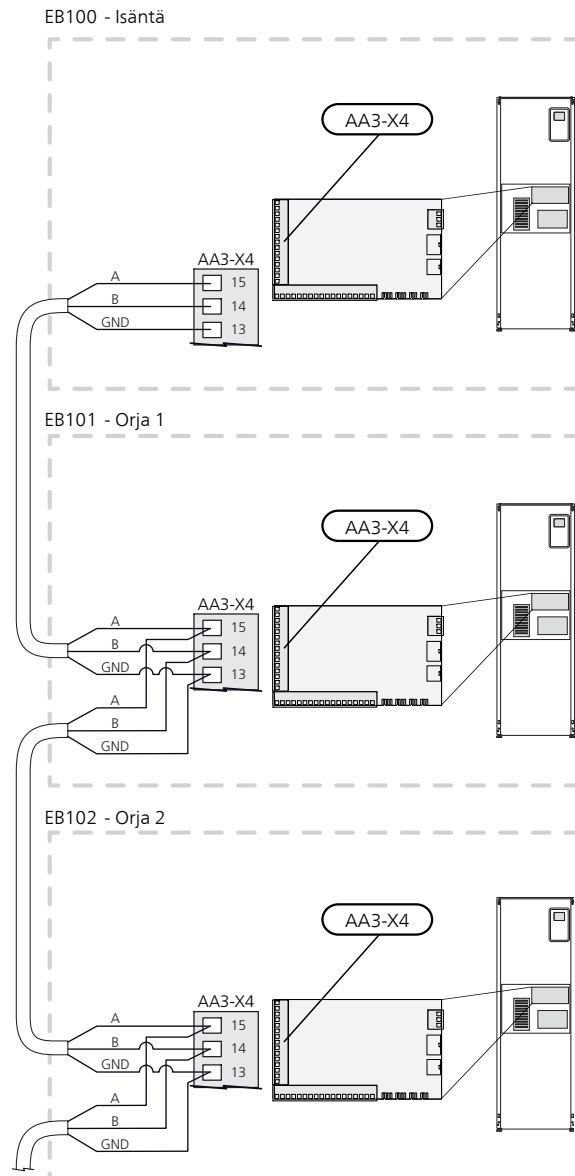 EB100 - Isäntä
AA3-X4
AA3-X4
A
15
B
14
GND
13
EB101 - Orja 1
AA3-X4
AA3-X4
A
15
B
14
GND
13
A
B
GND
EB102 - Orja 2
AA3-X4
AA3-X4
A
15
B
14
GND
13
A
B
GND